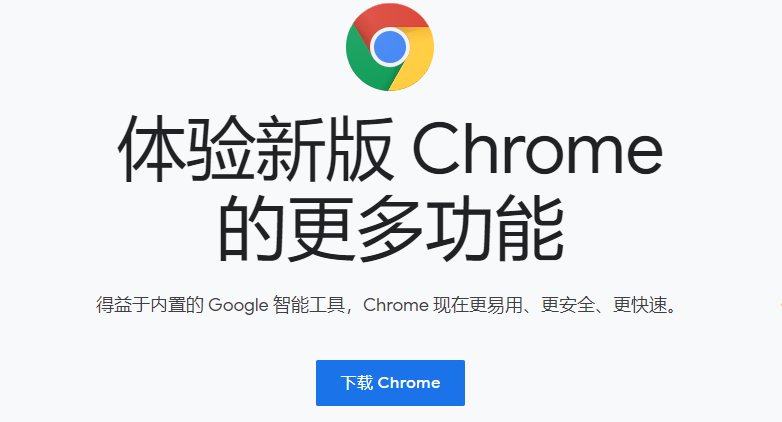 体验新版 Chrome
的更多功能
得益于内置的 Google 智能工具，Chrome 现在更易用、更安全、更快速。
下载 Chrome